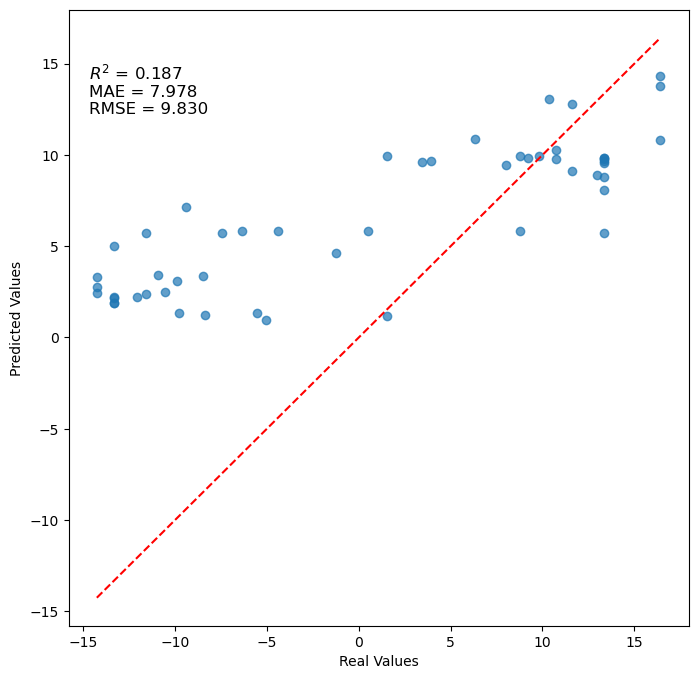 R² = 0.187
MAE = 7.978
RMSE = 9.830
15
10
5
0
−5
−10
−15
Predicted Values
−15
−10
−5
0
5
10
15
Real Values